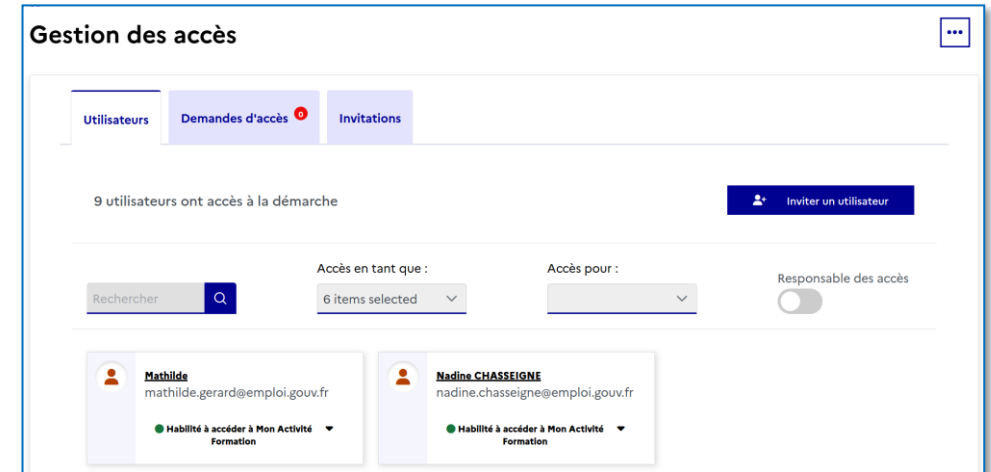 Gestion des accès
Utilisateurs
Demandes d'accès 0
Invitations
9 utilisateurs ont accès à la démarche
Inviter un utilisateur
Accès en tant que :
Accès pour :
Responsable des accès
Rechercher
6 items selected
Mathilde
mathilde.gerard@emploi.gouv.fr
Habilité à accéder à Mon Activité
Formation
Nadine CHASSEIGNE
nadine.chasseigne@emploi.gouv.fr
Habilité à accéder à Mon Activité
Formation